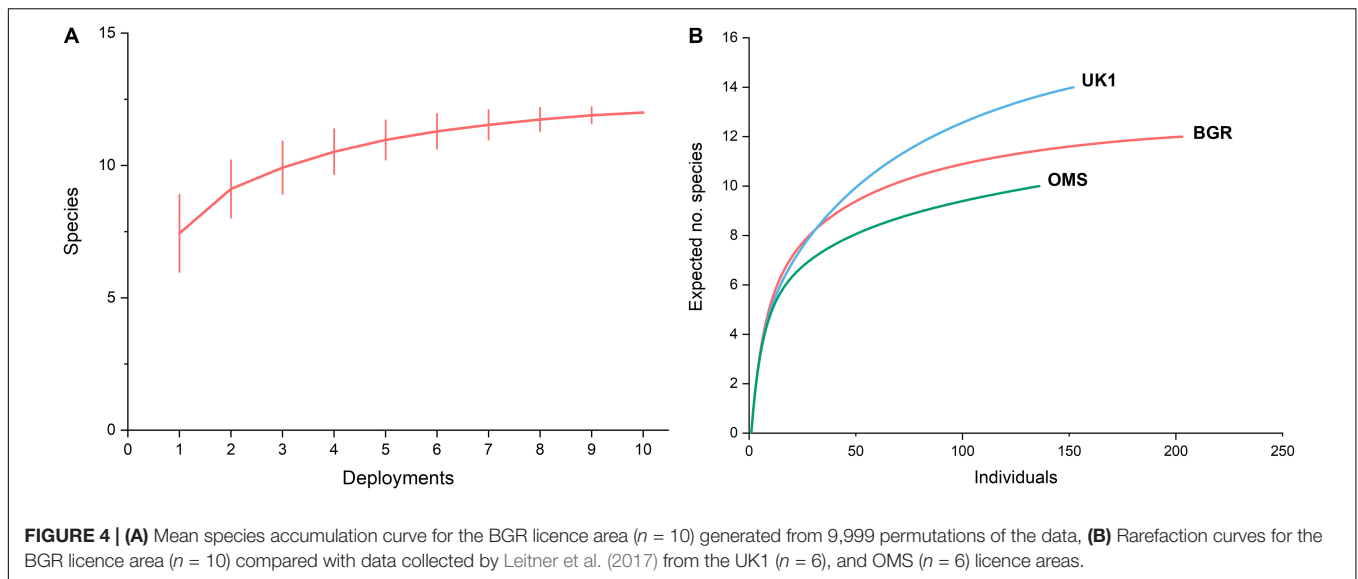 A
15
10
5
0
Species
0 1 2 3 4 5 6 7 8 9 10
Deployments
B
16
14
12
10
8
6
4
2
0
Expected no. species
UK1
BGR
OMS
0 50 100 150 200 250
Individuals
FIGURE 4 | (A) Mean species accumulation curve for the BGR licence area (n = 10) generated from 9,999 permutations of the data, (B) Rarefaction curves for the
BGR licence area (n = 10) compared with data collected by Leitner et al. (2017) from the UK1 (n = 6), and OMS (n = 6) licence areas.